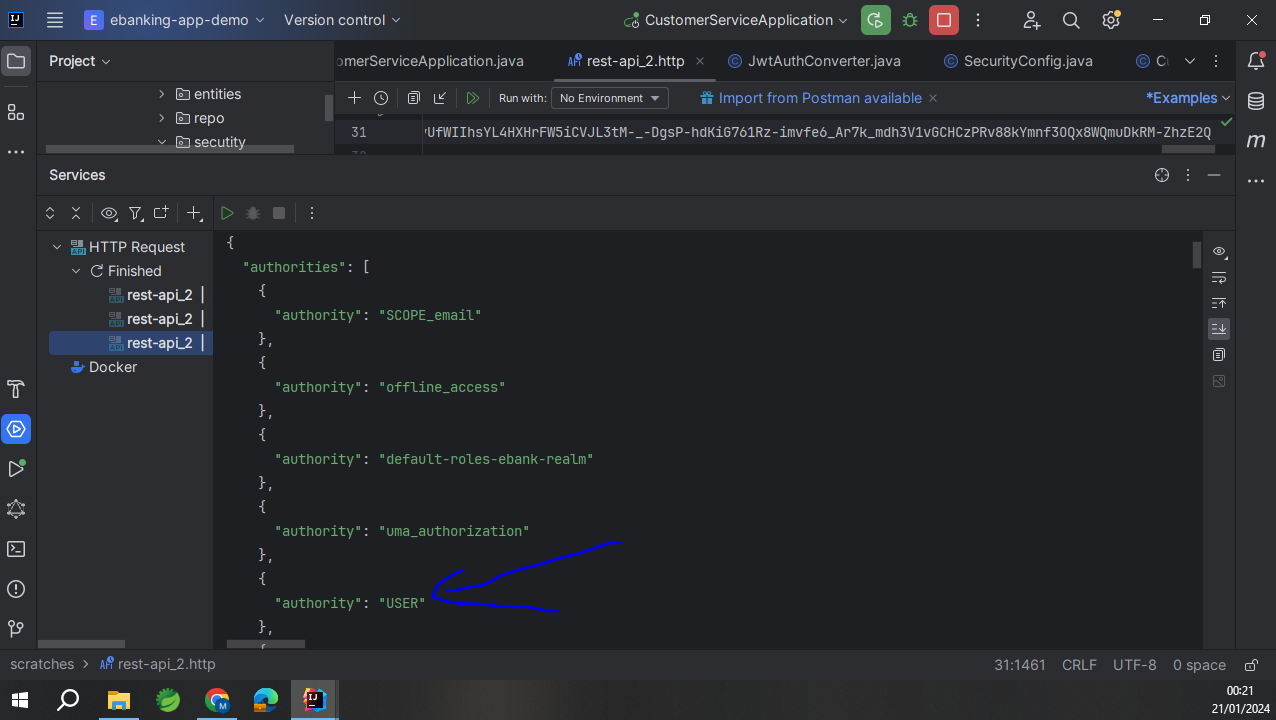 E ebanking-app-demo Version control CustomerServiceApplication
Project
omerServiceApplication.java rest-api_2.http JwtAuthConverter.java SecurityConfig.java
entities
repo
secutity
Run with: No Environment Import from Postman available *Examples
31 UfWIIhsYL4HXHrFW5iCVJL3tM-_-DgsP-hdKiG761Rz-imvfe6_Ar7k_mdh3V1vGCHCzPRv88kYmnf3OQx8WQmuDkRM-ZhzE2Q
Services
HTTP Request
Finished
rest-api_2 |
rest-api_2 |
rest-api_2 |
Docker
{
"authorities": [
{
"authority": "SCOPE_email"
},
{
"authority": "offline_access"
},
{
"authority": "default-roles-ebank-realm"
},
{
"authority": "uma_authorization"
},
{
"authority": "USER"
},
scratches > rest-api_2.http 31:1461 CRLF UTF-8 0 space
00:21
21/01/2024